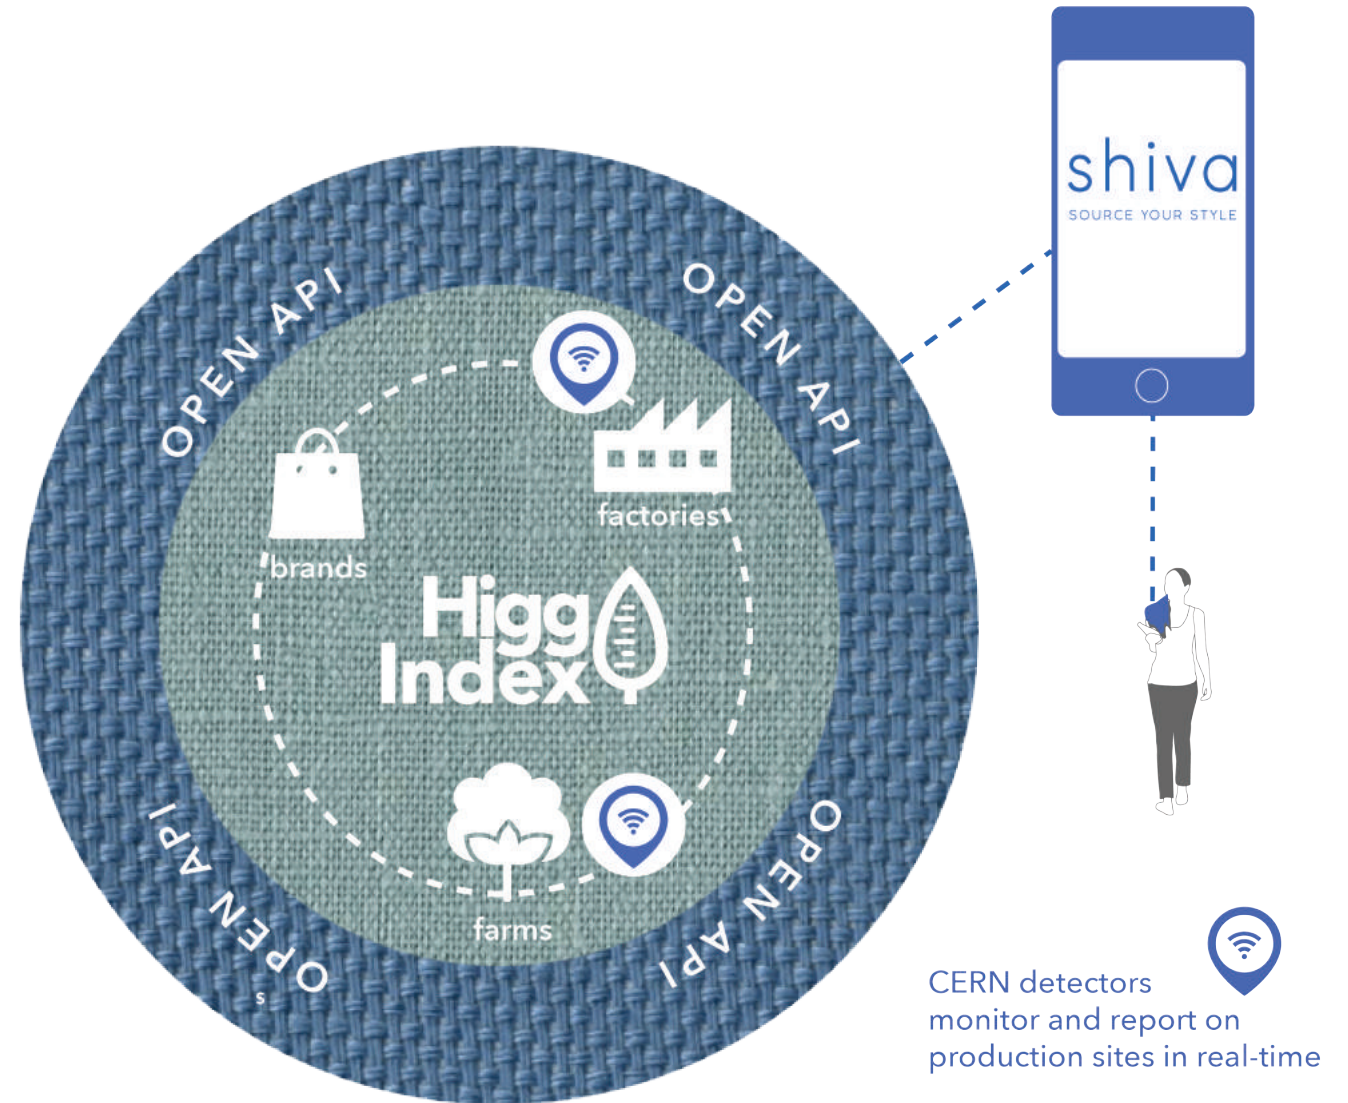 shiva
SOURCE YOUR STYLE
OPEN API
OPEN API
factories
brands
Higg
Index
farms
OPEN API
OPEN API
s
CERN detectors
monitor and report on
production sites in real-time